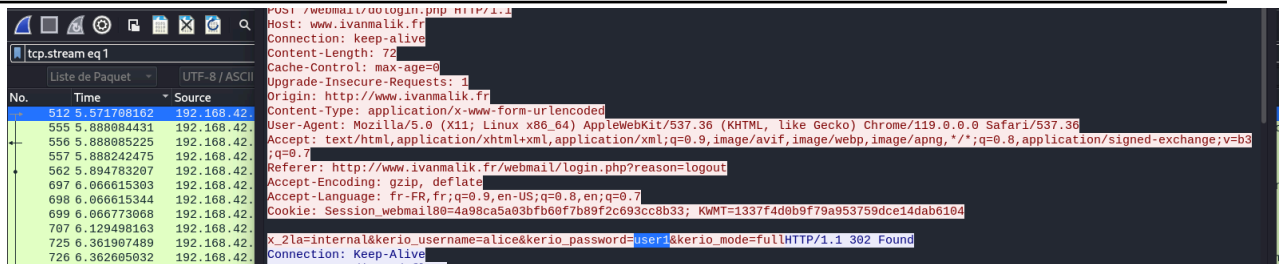 POST /webmail/dologin.php HTTP/1.1
Host: www.ivanmalik.fr
Connection: keep-alive
Content-Length: 72
Cache-Control: max-age=0
Upgrade-Insecure-Requests: 1
Origin: http://www.ivanmalik.fr
Content-Type: application/x-www-form-urlencoded
User-Agent: Mozilla/5.0 (X11; Linux x86_64) AppleWebKit/537.36 (KHTML, like Gecko) Chrome/119.0.0.0 Safari/537.36
Accept: text/html,application/xhtml+xml,application/xml;q=0.9,image/avif,image/webp,image/apng,*/*;q=0.8,application/signed-exchange;v=b3
;q=0.7
Referer: http://www.ivanmalik.fr/webmail/login.php?reason=logout
Accept-Encoding: gzip, deflate
Accept-Language: fr-FR,fr;q=0.9,en-US;q=0.8,en;q=0.7
Cookie: Session_webmail80=4a98ca5a03bfb60f7b89f2c693cc8b33; KWMT=1337f4d0b9f79a953759dce14dab6104
x_2la=internal&kerio_username=alice&kerio_password=user1&kerio_mode=fullHTTP/1.1 302 Found
Connection: Keep-Alive
tcp.stream eq 1
Liste de Paquet UTF-8 / ASCII
No. Time Source
512 5.571708162 192.168.42.
555 5.888084431 192.168.42.
556 5.888085225 192.168.42.
557 5.888242475 192.168.42.
562 5.894783207 192.168.42.
697 6.066615303 192.168.42.
698 6.066615344 192.168.42.
699 6.066773068 192.168.42.
707 6.129498163 192.168.42.
725 6.361907489 192.168.42.
726 6.362605032 192.168.42.